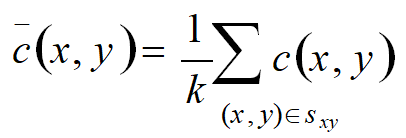 c̄(x, y) = 1/k ∑ c(x, y)
(x, y)∈s_xy